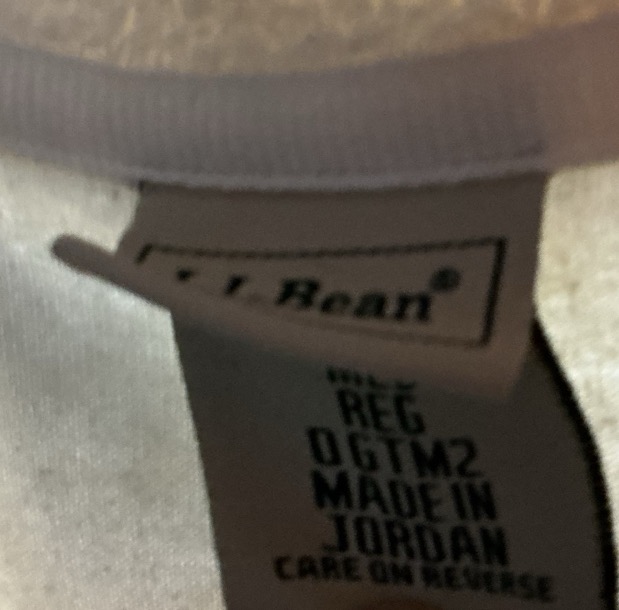 L.L.Bean®
REG
0GTM2
MADE IN
JORDAN
CARE ON REVERSE